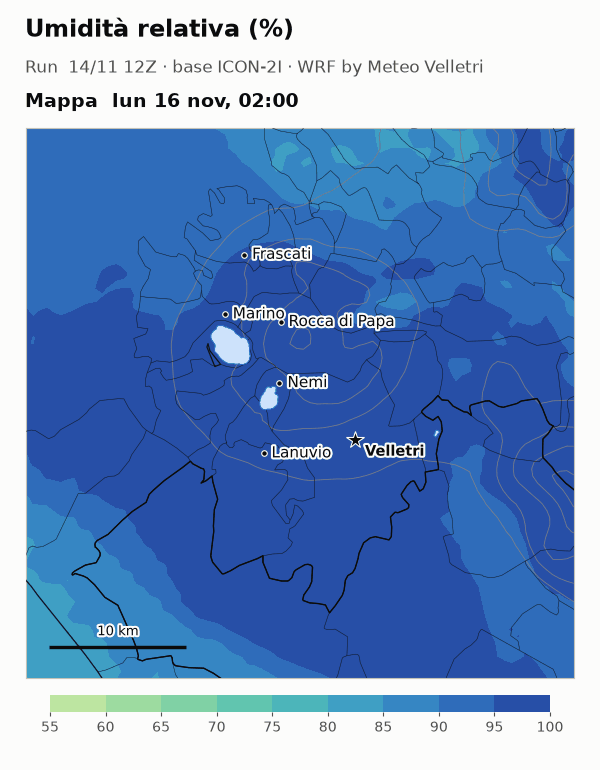 Umidità relativa (%)
Run  14/11 12Z · base ICON-2I · WRF by Meteo Velletri
Mappa  lun 16 nov, 02:00
Frascati
Marino
Rocca di Papa
Nemi
Lanuvio
Velletri
10 km
55 60 65 70 75 80 85 90 95 100